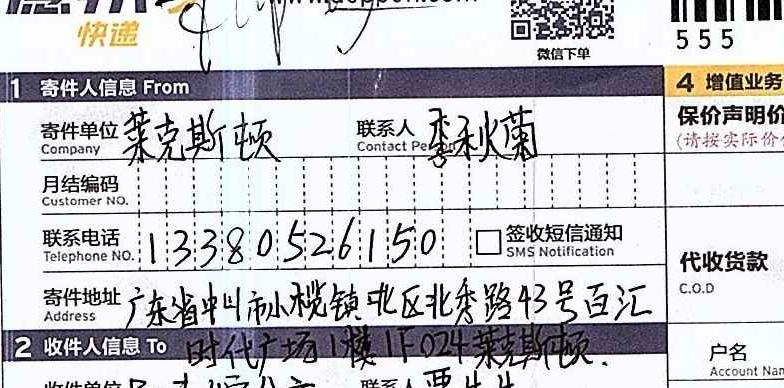 快递
微信下单
555
1 寄件人信息 From
4 增值业务
寄件单位 莱克斯顿 联系人 季秋菊
Company Contact Person
保价声明价
(请按实际价
月结编码
Customer NO.
联系电话 13380526150 签收短信通知
Telephone NO. SMS Notification
代收货款
C.O.D
寄件地址 广东省中山市小榄镇北区北秀路43号百汇
Address
时代广场1楼1F024莱克斯顿.
2 收件人信息 To
户名
Account Nam
收件单位
联系人